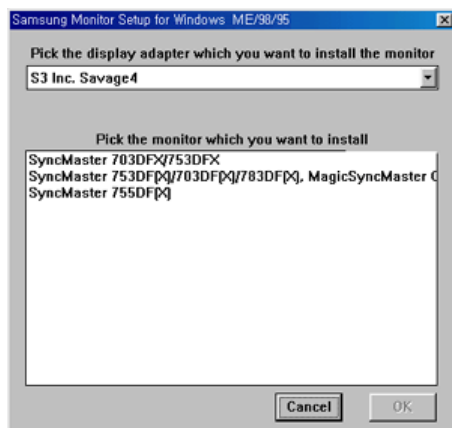 Samsung Monitor Setup for Windows ME/98/95
Pick the display adapter which you want to install the monitor
S3 Inc. Savage4
Pick the monitor which you want to install
SyncMaster 703DFX/753DFX
SyncMaster 753DF[X]/703DF[X]/783DF[X], MagicSyncMaster C
SyncMaster 755DF[X]
Cancel OK